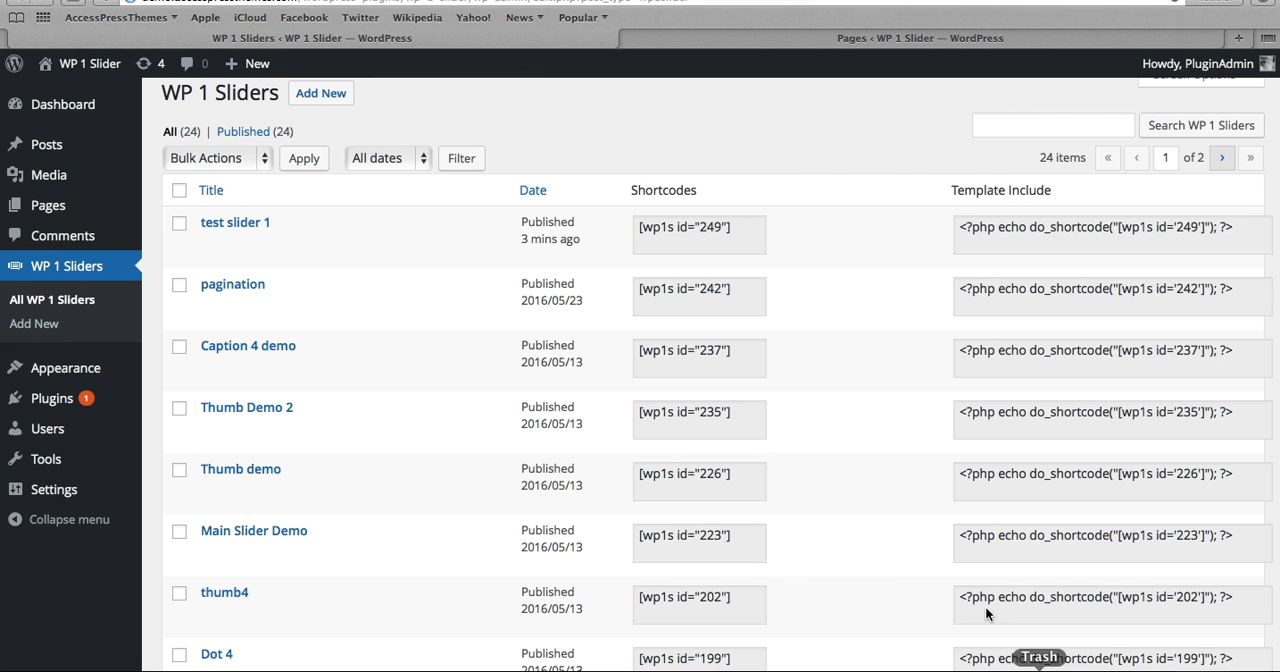 AccessPressThemes Apple iCloud Facebook Twitter Wikipedia Yahoo! News Popular
WP 1 Sliders ‹ WP 1 Slider — WordPress
Pages ‹ WP 1 Slider — WordPress
WP 1 Slider 4 0 + New Howdy, PluginAdmin
Dashboard
Posts
Media
Pages
Comments
WP 1 Sliders
All WP 1 Sliders
Add New
Appearance
Plugins 1
Users
Tools
Settings
Collapse menu
WP 1 Sliders Add New
All (24) | Published (24)
Search WP 1 Sliders
Bulk Actions Apply All dates Filter
24 items « ‹ 1 of 2 › »
Title Date Shortcodes Template Include
test slider 1
Published
3 mins ago
[wp1s id="249"]
<?php echo do_shortcode("[wp1s id='249']"); ?>
pagination
Published
2016/05/23
[wp1s id="242"]
<?php echo do_shortcode("[wp1s id='242']"); ?>
Caption 4 demo
Published
2016/05/13
[wp1s id="237"]
<?php echo do_shortcode("[wp1s id='237']"); ?>
Thumb Demo 2
Published
2016/05/13
[wp1s id="235"]
<?php echo do_shortcode("[wp1s id='235']"); ?>
Thumb demo
Published
2016/05/13
[wp1s id="226"]
<?php echo do_shortcode("[wp1s id='226']"); ?>
Main Slider Demo
Published
2016/05/13
[wp1s id="223"]
<?php echo do_shortcode("[wp1s id='223']"); ?>
thumb4
Published
2016/05/13
[wp1s id="202"]
<?php echo do_shortcode("[wp1s id='202']"); ?>
Dot 4
Published
2016/05/13
[wp1s id="199"]
<?php ech ortcode("[wp1s id='199']"); ?>
Trash